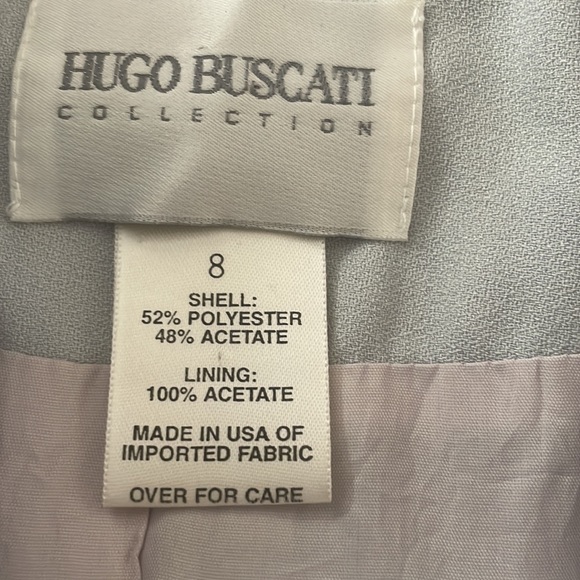 HUGO BUSCATI
COLLECTION
8
SHELL:
52% POLYESTER
48% ACETATE
LINING:
100% ACETATE
MADE IN USA OF
IMPORTED FABRIC
OVER FOR CARE